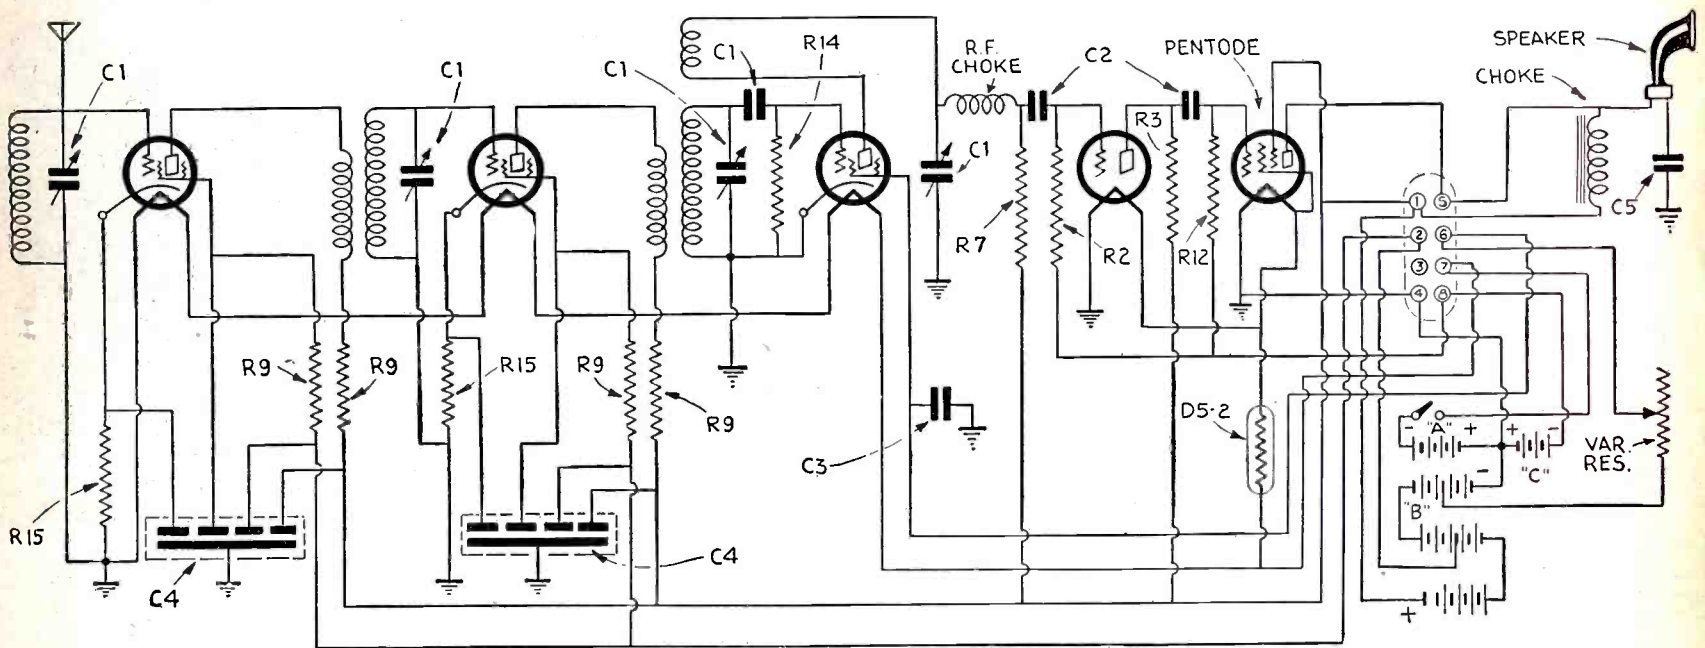 C1
C1
C1
C1
R14
R.F.
CHOKE
C2
PENTODE
SPEAKER
CHOKE
C1
R3
R7
R2
R12
C5
1 5
2 6
3 7
4 8
R9
R9
R15
R9
R9
D5-2
C3
- "A" +
+ -
"C"
VAR.
RES.
-
"B"
R15
C4
C4
+